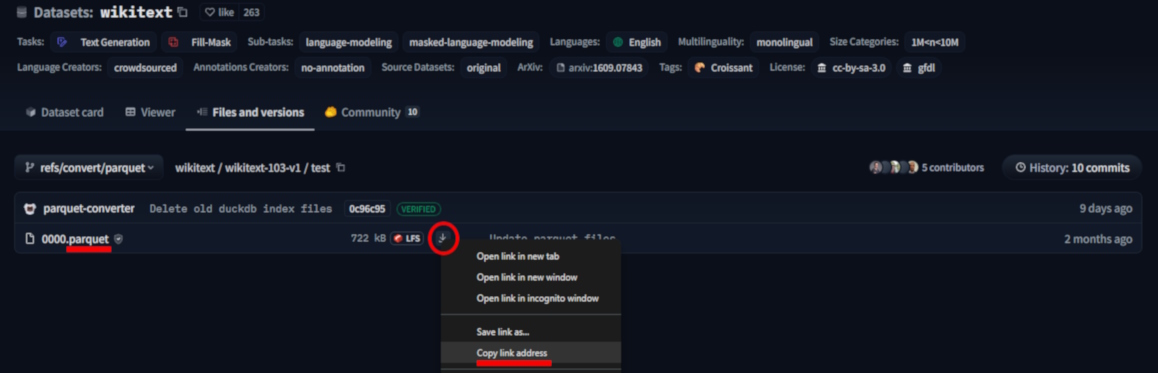 Datasets: wikitext like 263
Tasks: Text Generation Fill-Mask Sub-tasks: language-modeling masked-language-modeling Languages: English Multilinguality: monolingual Size Categories: 1M<n<10M
Language Creators: crowdsourced Annotations Creators: no-annotation Source Datasets: original ArXiv: arxiv:1609.07843 Tags: Croissant License: cc-by-sa-3.0 gfdl
Dataset card Viewer Files and versions Community 10
refs/convert/parquet wikitext / wikitext-103-v1 / test 5 contributors History: 10 commits
parquet-converter Delete old duckdb index files 0c96c95 VERIFIED 9 days ago
0000.parquet 722 kB LFS Update parquet files 2 months ago
Open link in new tab
Open link in new window
Open link in incognito window
Save link as...
Copy link address